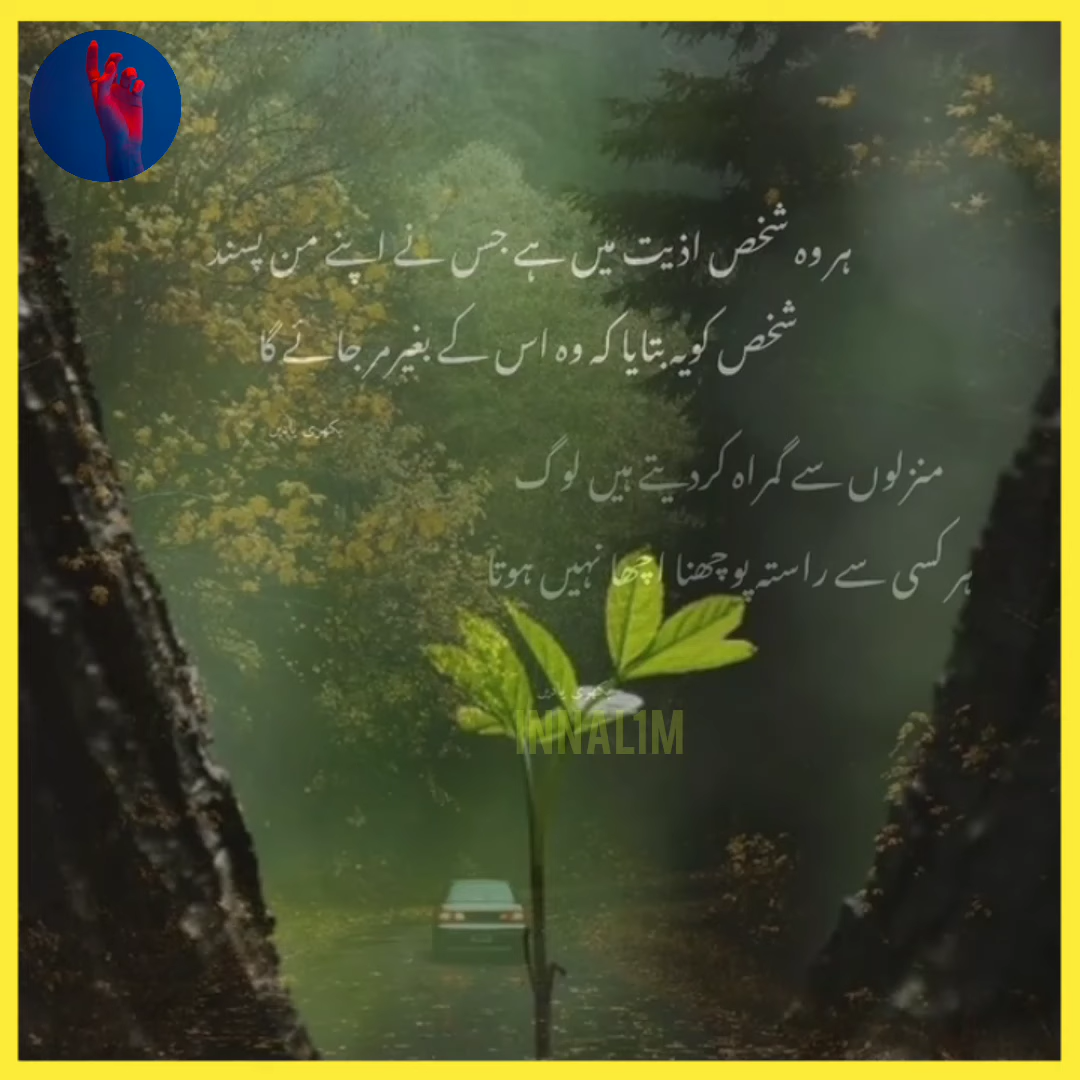 ہر وہ شخص اذیت میں ہے جس نے اپنے من پسند
شخص کو یہ بتایا کہ وہ اس کے بغیر مر جائے گا
منزلوں سے گمراہ کر دیتے ہیں لوگ
ہر کسی سے راستہ پوچھنا اچھا نہیں ہوتا
INNAL1M